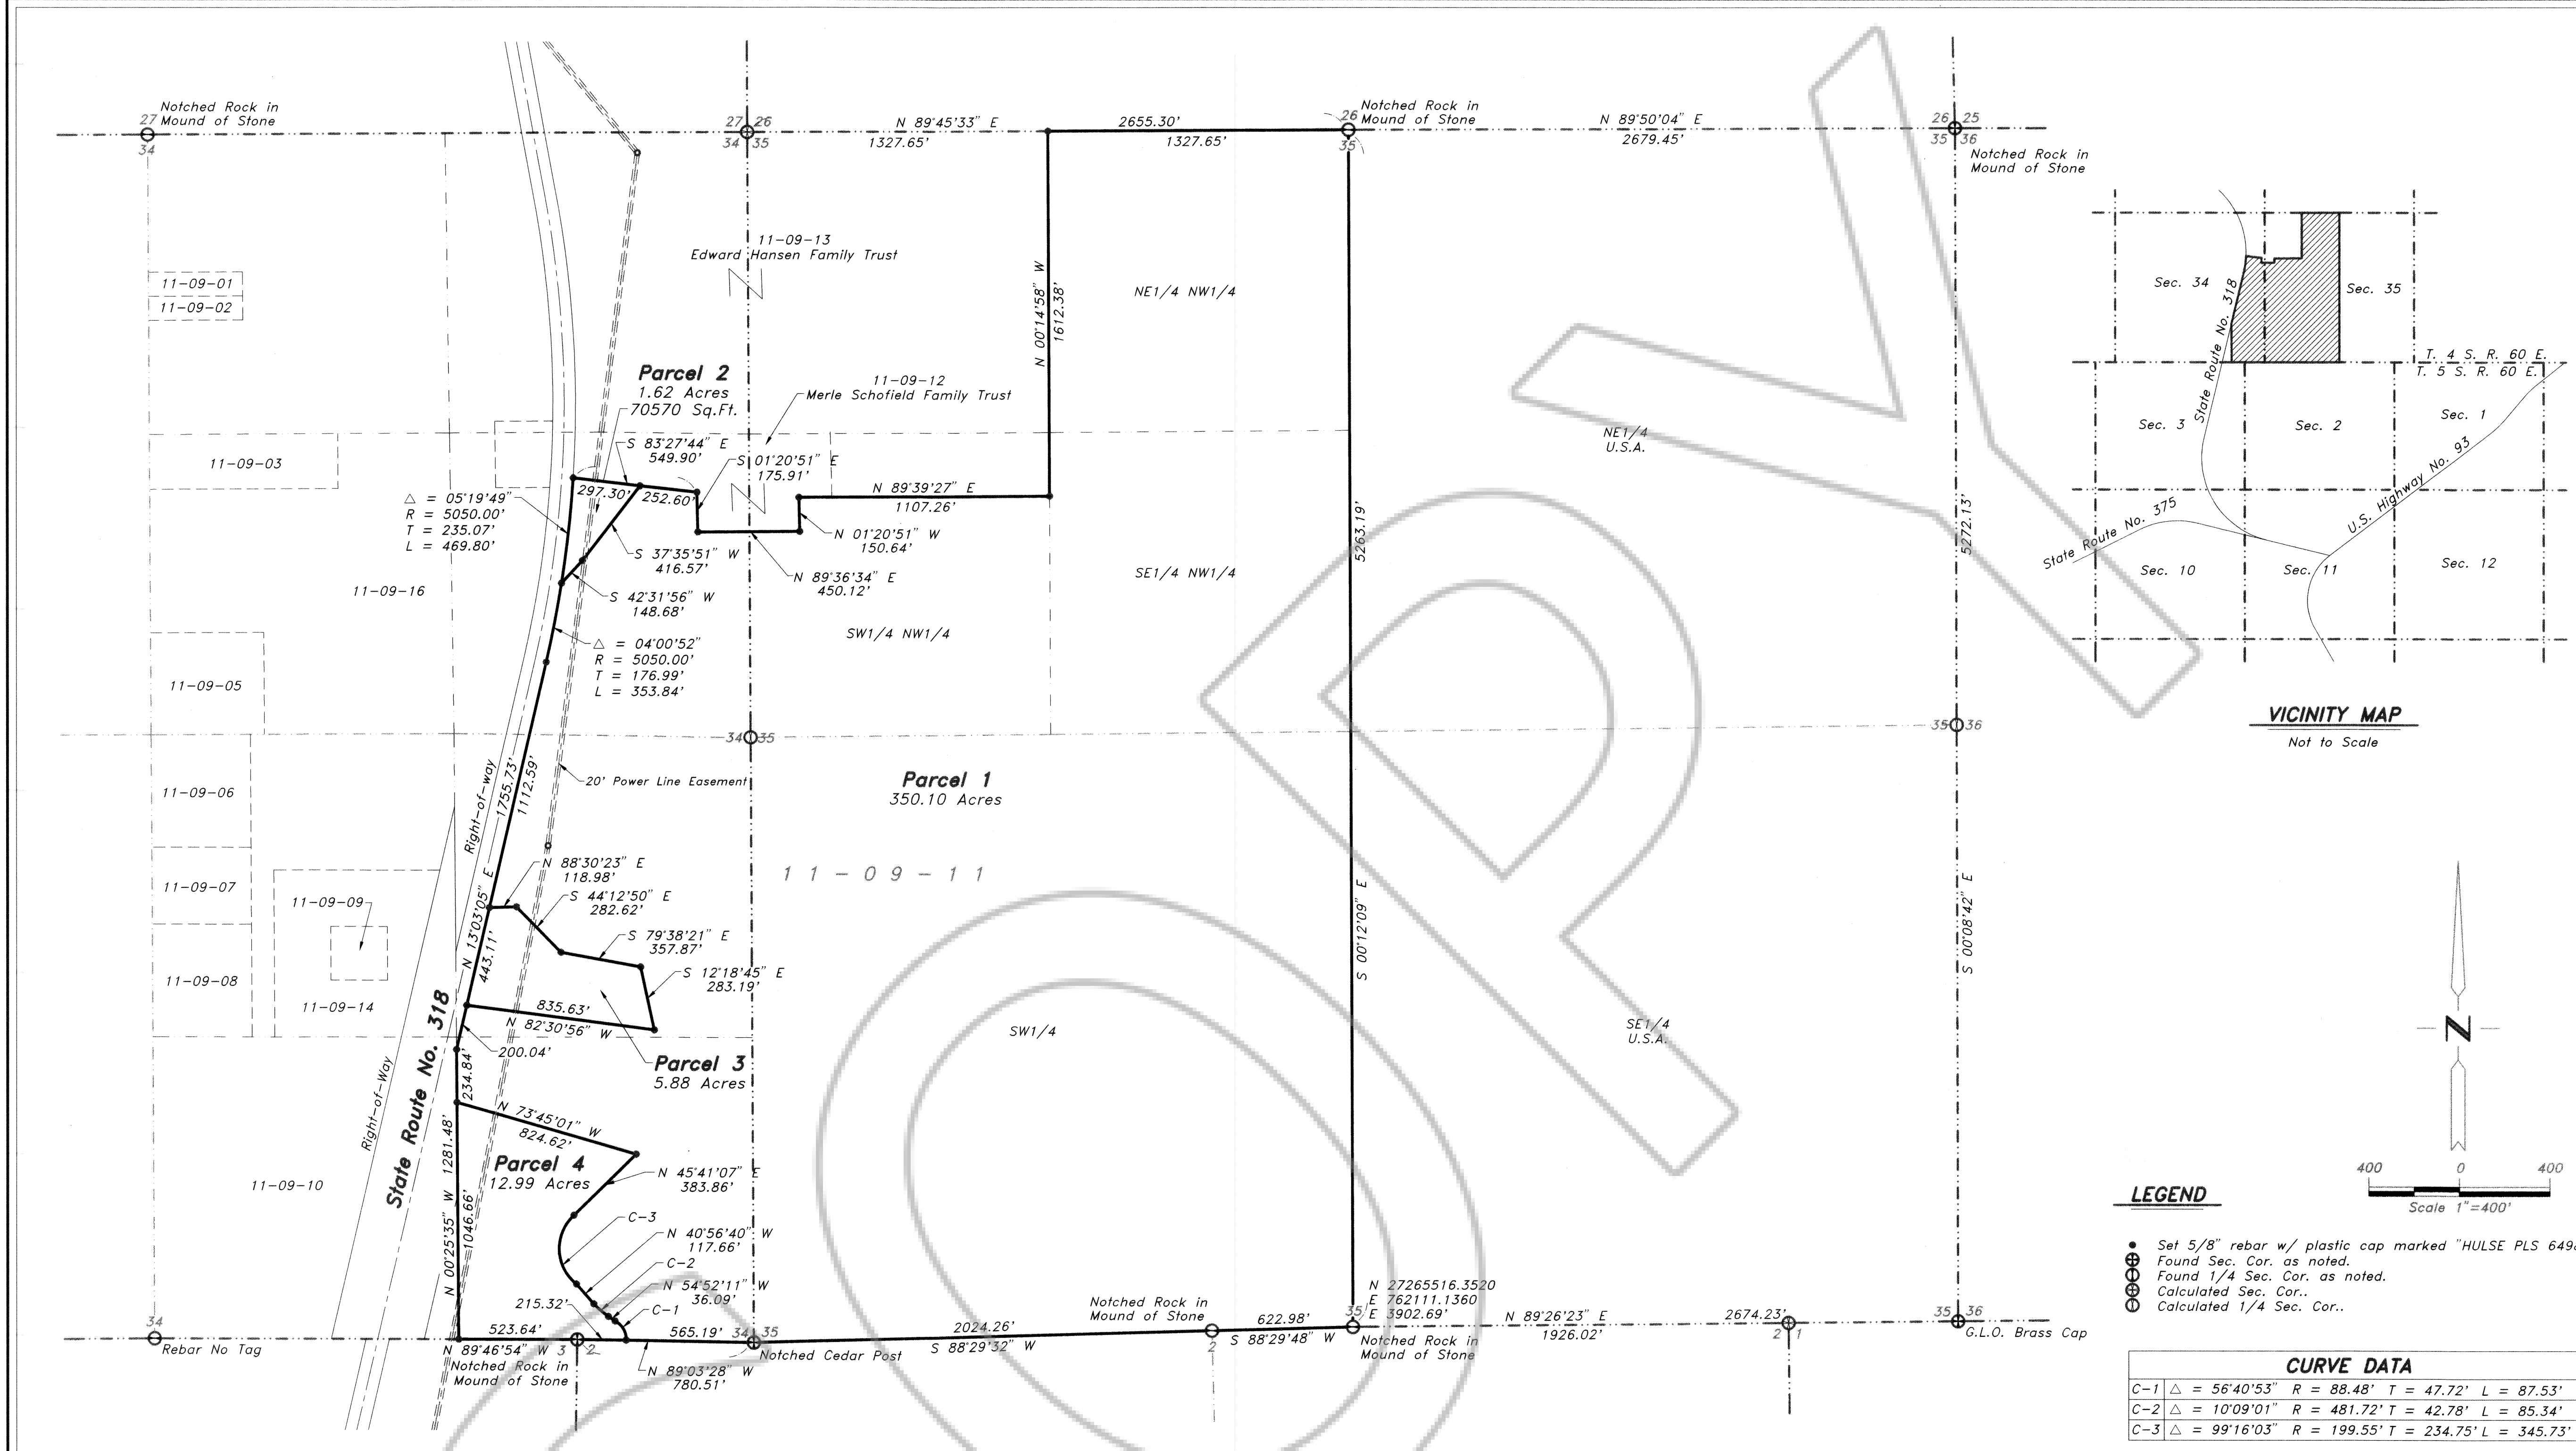 27
34
Notched Rock in
Mound of Stone
27 26
34 35
N 89°45'33" E
2655.30'
1327.65'
1327.65'
26
35
Notched Rock in
Mound of Stone
N 89°50'04" E
2679.45'
26 25
35 36
Notched Rock in
Mound of Stone
11-09-01
11-09-02
11-09-13
Edward Hansen Family Trust
N 00°14'58" W
1612.38'
NE1/4 NW1/4
Parcel 2
1.62 Acres
70570 Sq.Ft.
11-09-12
Merle Schofield Family Trust
11-09-03
S 83°27'44" E
549.90'
S 01°20'51" E
175.91'
297.30'
252.60'
N 89°39'27" E
1107.26'
△ = 05°19'49"
R = 5050.00'
T = 235.07'
L = 469.80'
N 01°20'51" W
150.64'
S 37°35'51" W
416.57'
N 89°36'34" E
450.12'
S 42°31'56" W
148.68'
11-09-16
SE1/4 NW1/4
SW1/4 NW1/4
NE1/4
U.S.A.
5263.19'
5272.13'
△ = 04°00'52"
R = 5050.00'
T = 176.99'
L = 353.84'
11-09-05
34 35
35 36
Right-of-way
1755.73'
1112.59'
20' Power Line Easement
Parcel 1
350.10 Acres
11-09-06
11-09-11
11-09-07
N 88°30'23" E
118.98'
S 44°12'50" E
282.62'
11-09-09
N 13°03'05" E
443.11'
S 79°38'21" E
357.87'
S 00°12'09" E
S 00°08'42" E
11-09-08
11-09-14
S 12°18'45" E
283.19'
835.63'
N 82°30'56" W
SW1/4
SE1/4
U.S.A.
200.04'
Parcel 3
5.88 Acres
State Route No. 318
Right-of-Way
234.84'
N 73°45'01" W
824.62'
11-09-10
N 00°25'35" W 1281.48'
1046.66'
Parcel 4
12.99 Acres
N 45°41'07" E
383.86'
C-3
N 40°56'40" W
117.66'
C-2
N 54°52'11" W
36.09'
C-1
215.32'
34
Rebar No Tag
523.64'
N 89°46'54" W
3 2
Notched Rock in
Mound of Stone
565.19'
N 89°03'28" W
780.51'
34 35
Notched Cedar Post
2024.26'
S 88°29'32" W
Notched Rock in
Mound of Stone
2
622.98'
S 88°29'48" W
35
N 27265516.3520
E 762111.1360
E 3902.69'
Notched Rock in
Mound of Stone
N 89°26'23" E
1926.02'
2674.23'
2 1
35 36
G.L.O. Brass Cap
Sec. 34
Sec. 35
State Route No. 318
T. 4 S. R. 60 E.
T. 5 S. R. 60 E.
Sec. 3
Sec. 2
Sec. 1
U.S. Highway No. 93
State Route No. 375
Sec. 10
Sec. 11
Sec. 12
VICINITY MAP
Not to Scale
N
400 0 400
Scale 1"=400'
LEGEND
Set 5/8" rebar w/ plastic cap marked "HULSE PLS
Found Sec. Cor. as noted.
Found 1/4 Sec. Cor. as noted.
Calculated Sec. Cor..
Calculated 1/4 Sec. Cor..
CURVE DATA
C-1 △ = 56°40'53" R = 88.48' T = 47.72' L = 87.53'
C-2 △ = 10°09'01" R = 481.72' T = 42.78' L = 85.34'
C-3 △ = 99°16'03" R = 199.55' T = 234.75' L = 345.73'
COPY